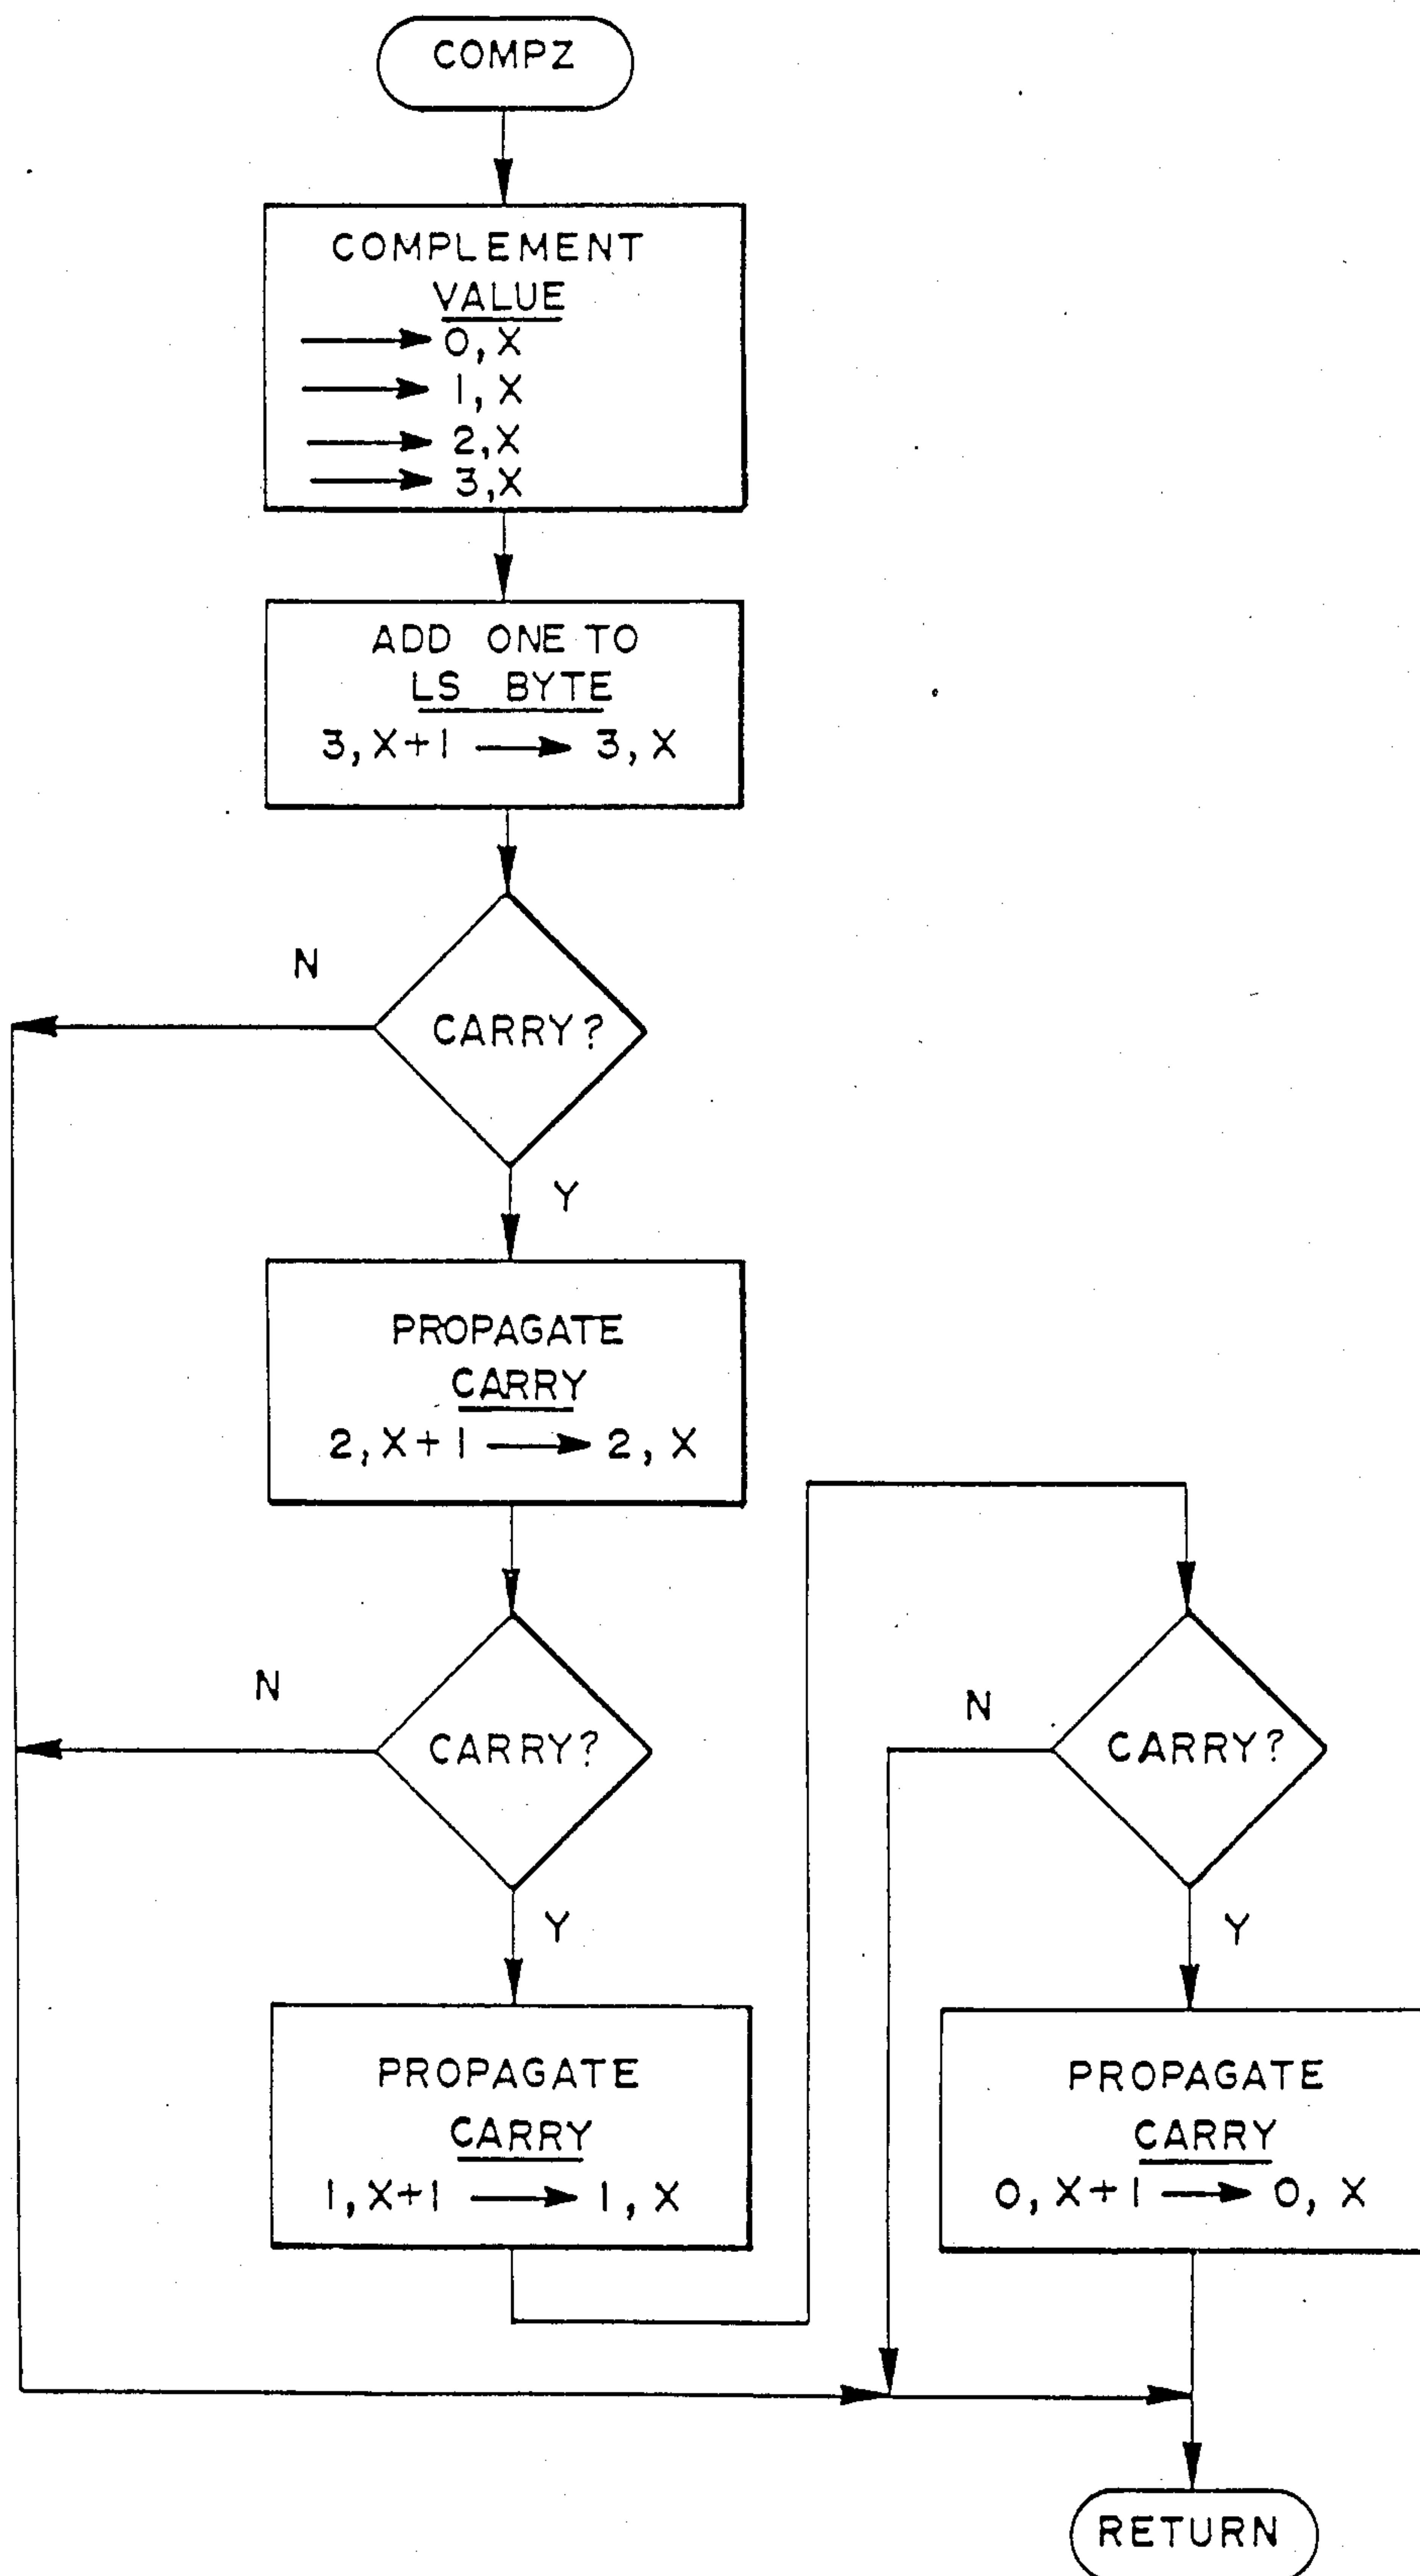 COMPZ
COMPLEMENT
VALUE
0, X
1, X
2, X
3, X
ADD ONE TO
LS BYTE
3, X+1 → 3, X
CARRY?
N
Y
PROPAGATE
CARRY
2, X+1 → 2, X
CARRY?
N
Y
PROPAGATE
CARRY
1, X+1 → 1, X
CARRY?
N
Y
PROPAGATE
CARRY
0, X+1 → 0, X
RETURN